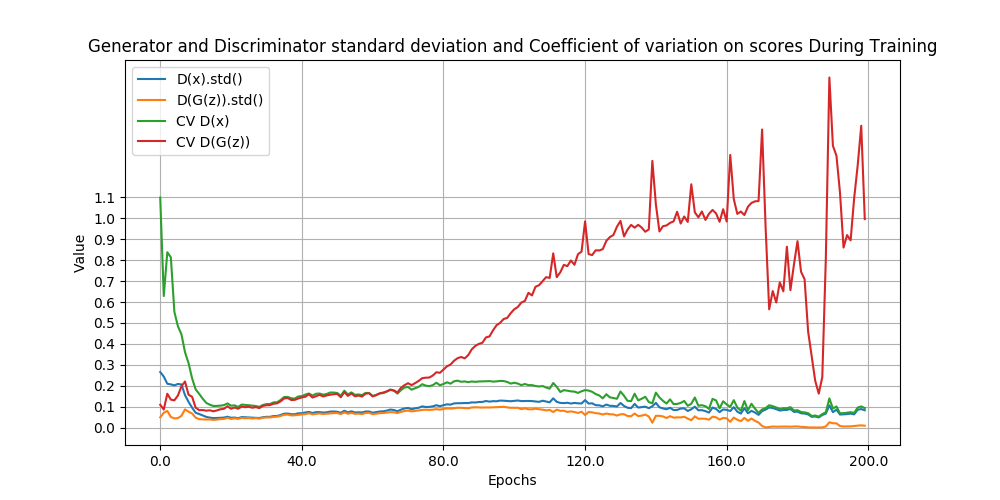 Generator and Discriminator standard deviation and Coefficient of variation on scores During Training
D(x).std()
D(G(z)).std()
CV D(x)
CV D(G(z))
1.1
1.0
0.9
0.8
0.7
0.6
0.5
0.4
0.3
0.2
0.1
0.0
Value
0.0 40.0 80.0 120.0 160.0 200.0
Epochs